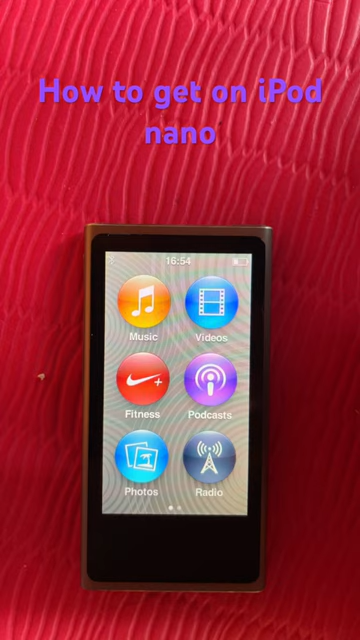 How to get on iPod
nano
16:54
Music Videos
Fitness Podcasts
Photos Radio